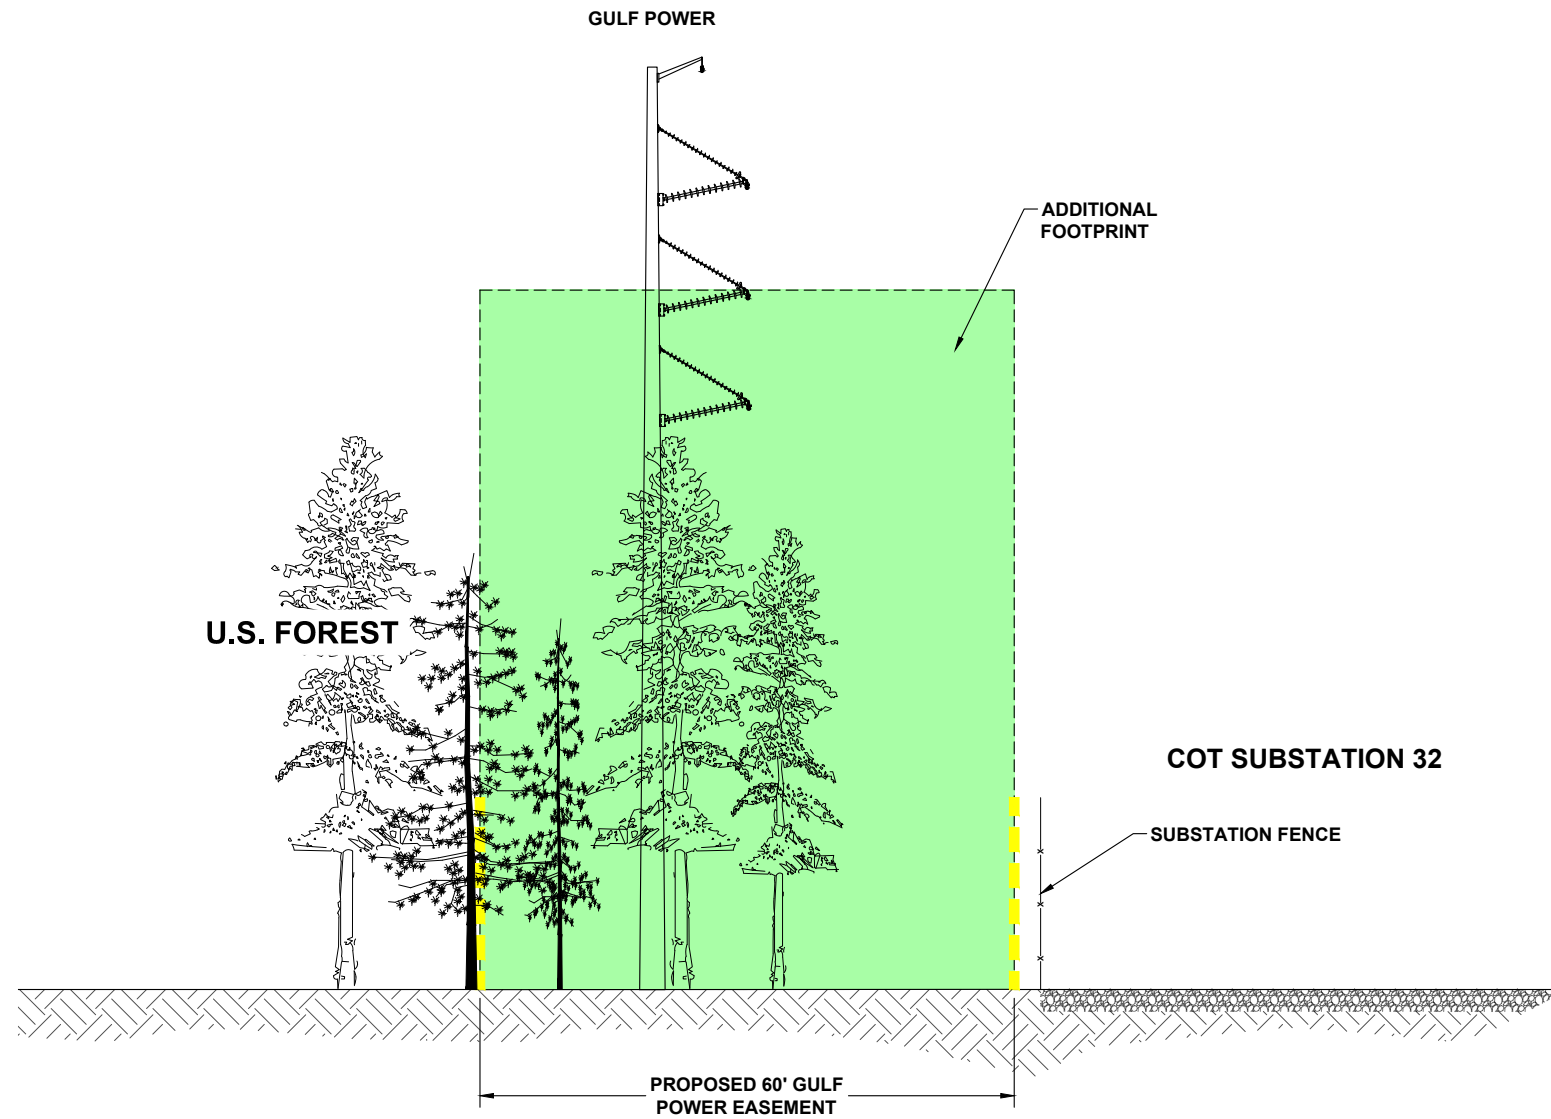 GULF POWER
ADDITIONAL
FOOTPRINT
U.S. FOREST
COT SUBSTATION 32
SUBSTATION FENCE
PROPOSED 60' GULF
POWER EASEMENT